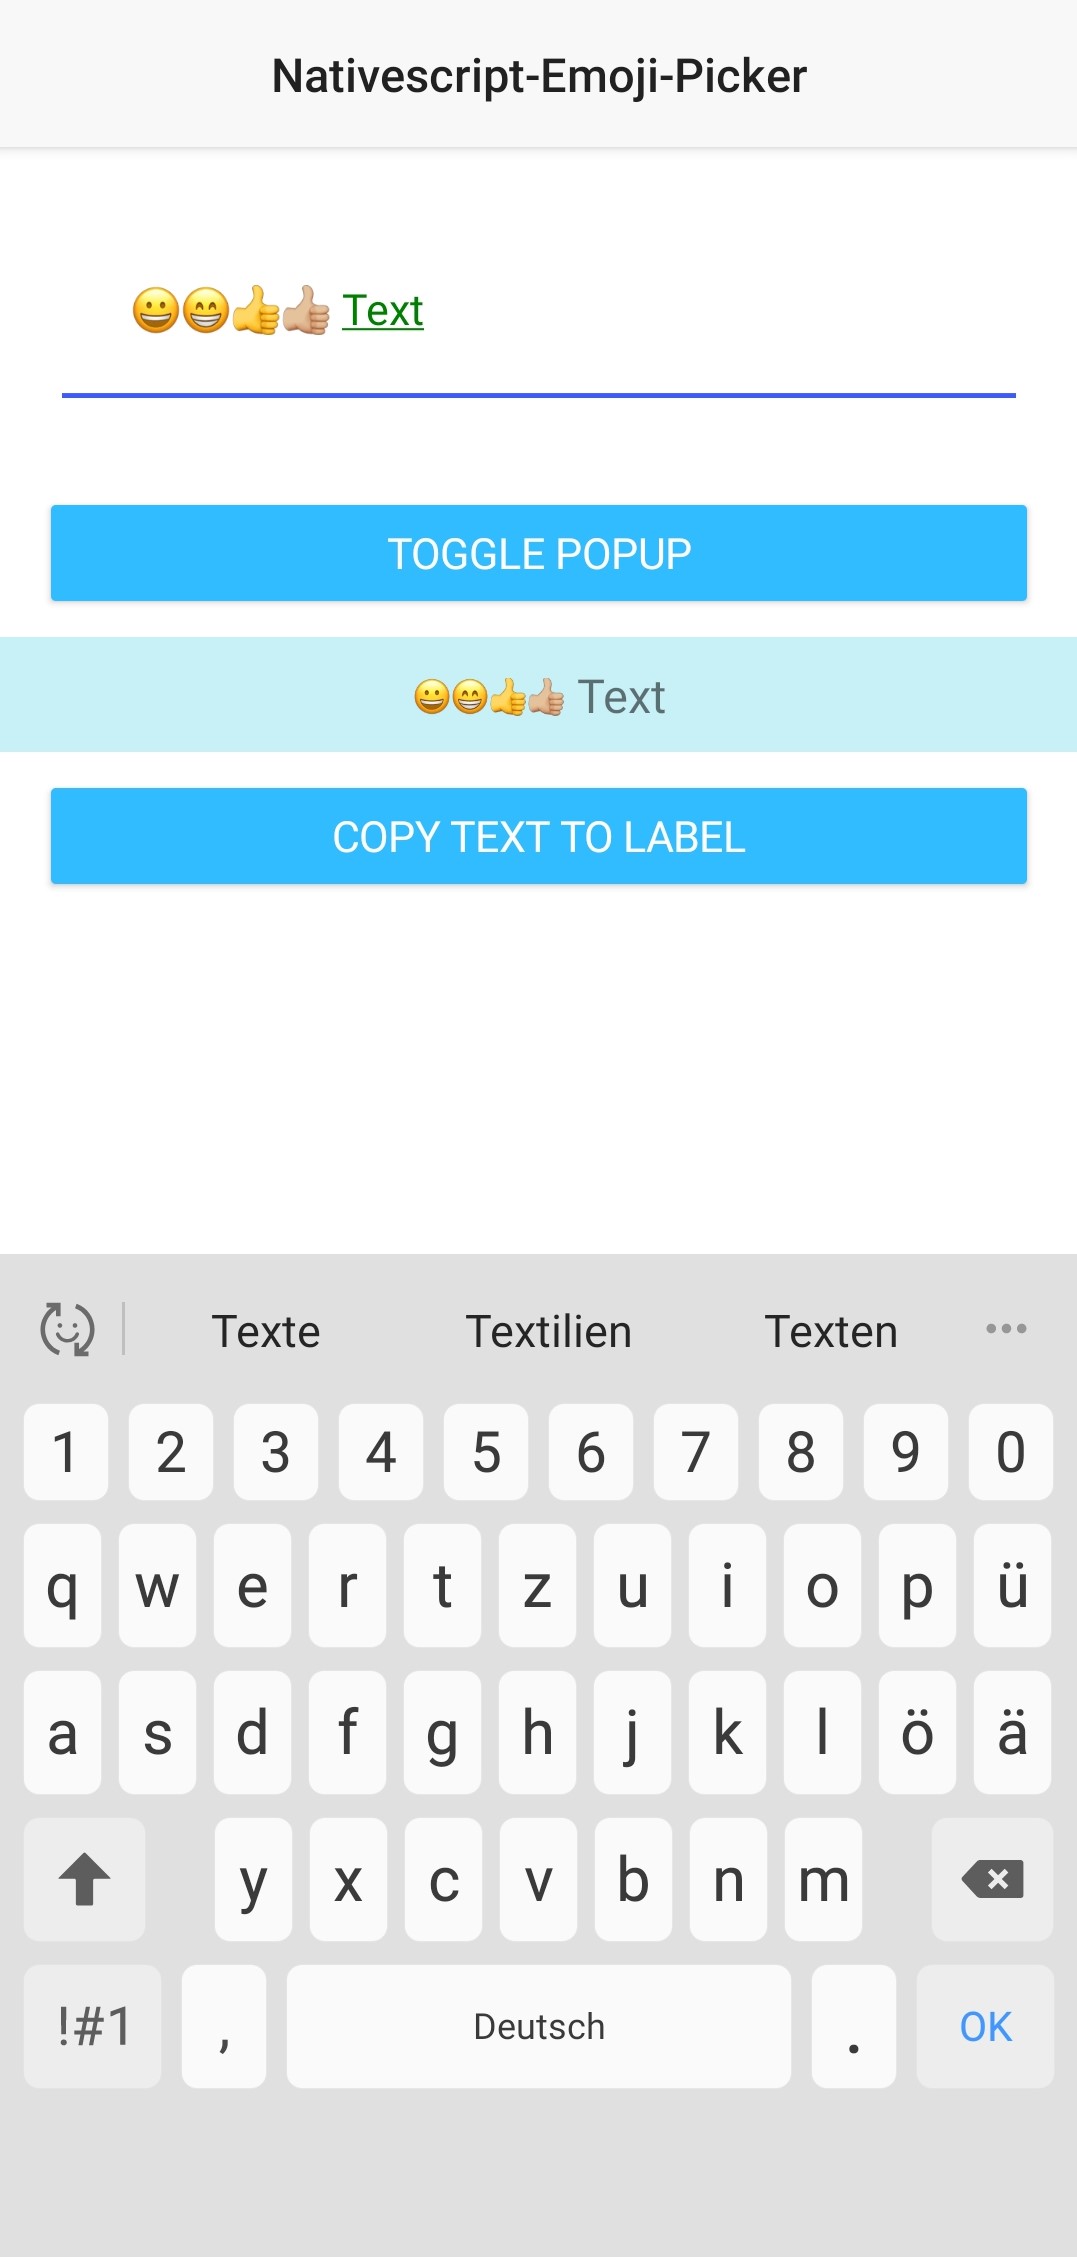 Nativescript-Emoji-Picker
😀😁👍👍🏼 Text
TOGGLE POPUP
😀😁👍👍🏼 Text
COPY TEXT TO LABEL
Texte Textilien Texten
1 2 3 4 5 6 7 8 9 0
q w e r t z u i o p ü
a s d f g h j k l ö ä
y x c v b n m
!#1 , Deutsch . OK